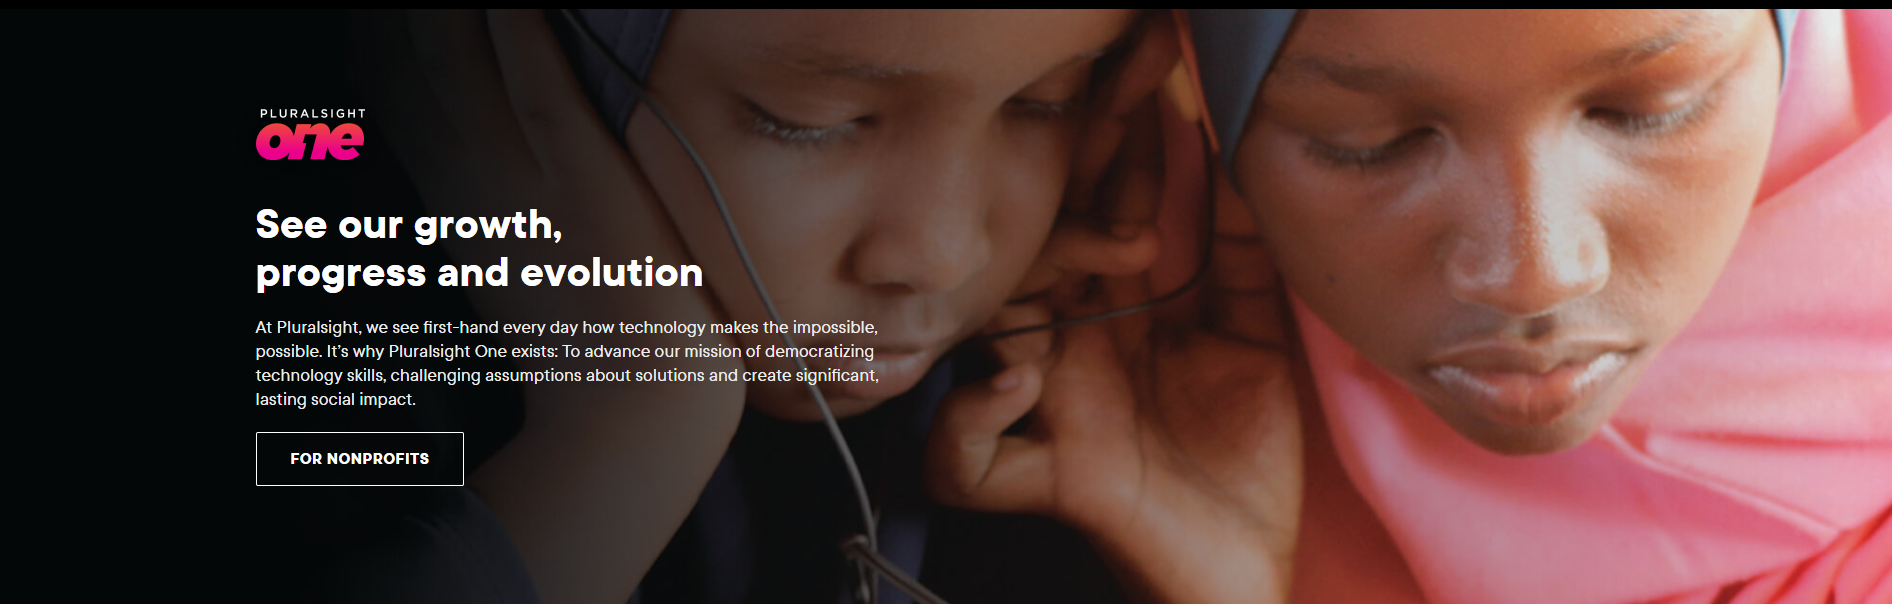 PLURALSIGHT
one
See our growth,
progress and evolution
At Pluralsight, we see first-hand every day how technology makes the impossible,
possible. It's why Pluralsight One exists: To advance our mission of democratizing
technology skills, challenging assumptions about solutions and create significant,
lasting social impact.
FOR NONPROFITS